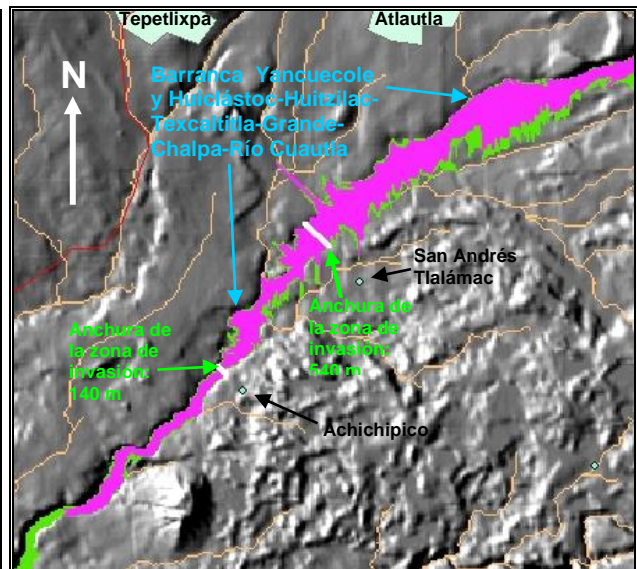 Tepetlixpa
Atlautla
N
Barranca Yancuecole
y Huiclástoc-Huitzilac-
Texcaltitla-Grande-
Chalpa-Río Cuautla
San Andrés
Tlalámac
Anchura de
la zona de
invasión:
540 m
Anchura de
la zona de
invasión:
140 m
Achichipico